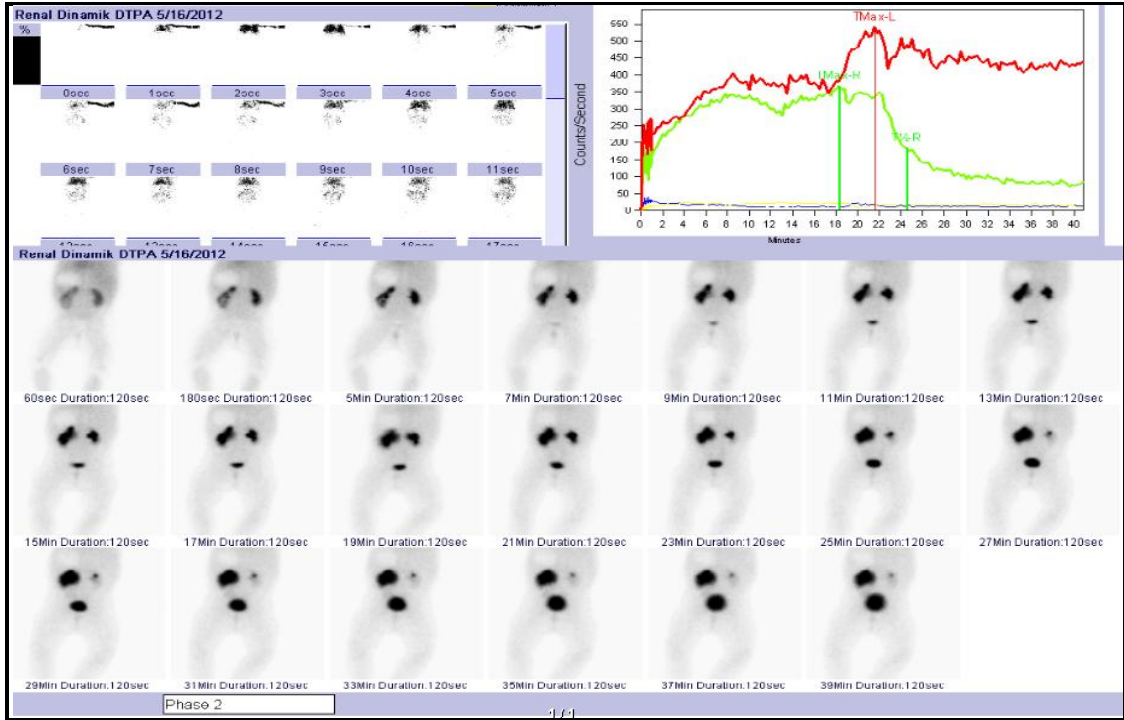 Renal Dinamik DTPA 5/16/2012
%
0sec 1sec 2sec 3sec 4sec 5sec
6sec 7sec 8sec 9sec 10sec 11sec
TMax-L
TMax-R
T½-R
Counts/Second
550
500
450
400
350
300
250
200
150
100
50
0
0 2 4 6 8 10 12 14 16 18 20 22 24 26 28 30 32 34 36 38 40
Minutes
Renal Dinamik DTPA 5/16/2012
60sec Duration:120sec 180sec Duration:120sec 5Min Duration:120sec 7Min Duration:120sec 9Min Duration:120sec 11Min Duration:120sec 13Min Duration:120sec
15Min Duration:120sec 17Min Duration:120sec 19Min Duration:120sec 21Min Duration:120sec 23Min Duration:120sec 25Min Duration:120sec 27Min Duration:120sec
29Min Duration:120sec 31Min Duration:120sec 33Min Duration:120sec 35Min Duration:120sec 37Min Duration:120sec 39Min Duration:120sec
Phase 2
1/1